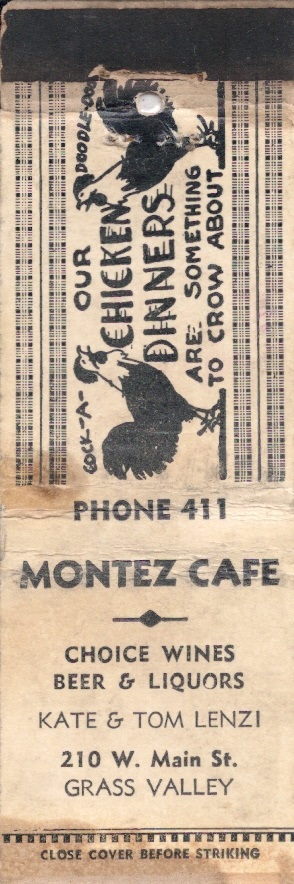 COCK-A-
DOODLE-DOO
OUR
CHICKEN
DINNERS
ARE SOMETHING
TO CROW ABOUT
PHONE 411
MONTEZ CAFE
CHOICE WINES
BEER & LIQUORS
KATE & TOM LENZI
210 W. Main St.
GRASS VALLEY
CLOSE COVER BEFORE STRIKING